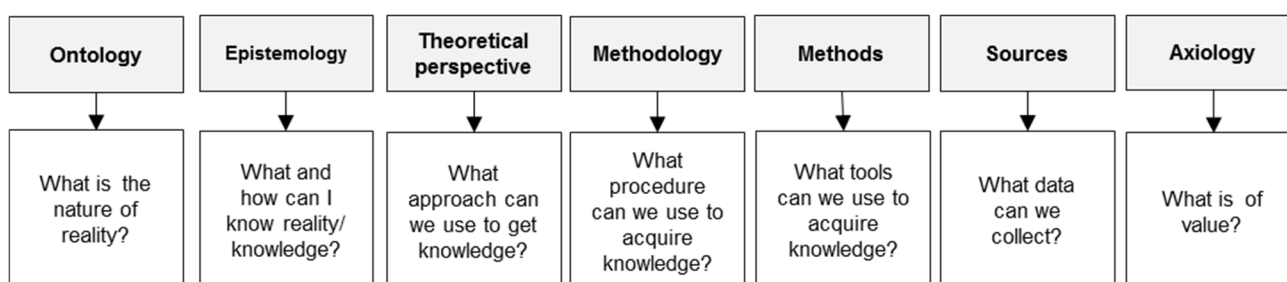 Ontology
Epistemology
Theoretical
perspective
Methodology
Methods
Sources
Axiology
What is the
nature of
reality?
What and
how can I
know reality/
knowledge?
What
approach can
we use to get
knowledge?
What
procedure
can we use to
acquire
knowledge?
What tools
can we use to
acquire
knowledge?
What data
can we
collect?
What is of
value?